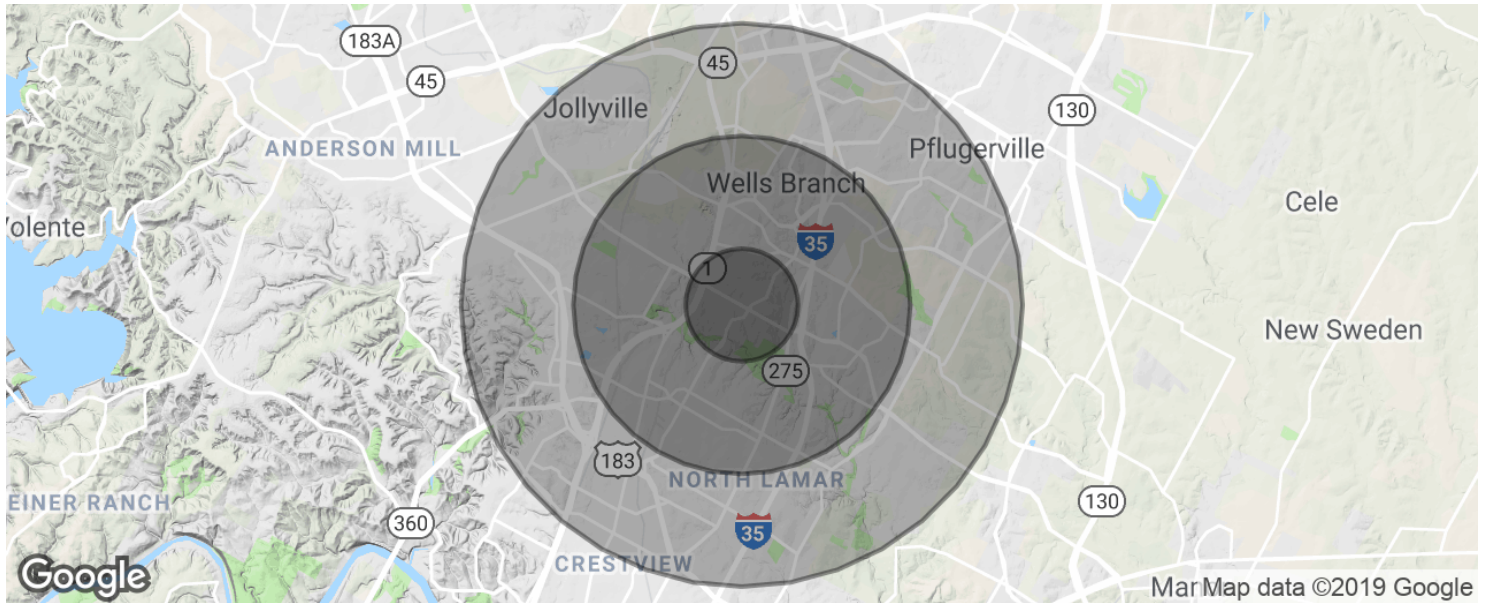 183A
45
45
Jollyville
130
ANDERSON MILL
Pflugerville
Wells Branch
Cele
olente
35
1
New Sweden
275
183
NORTH LAMAR
EINER RANCH
130
360
35
CRESTVIEW
Google
Map data ©2019 Google